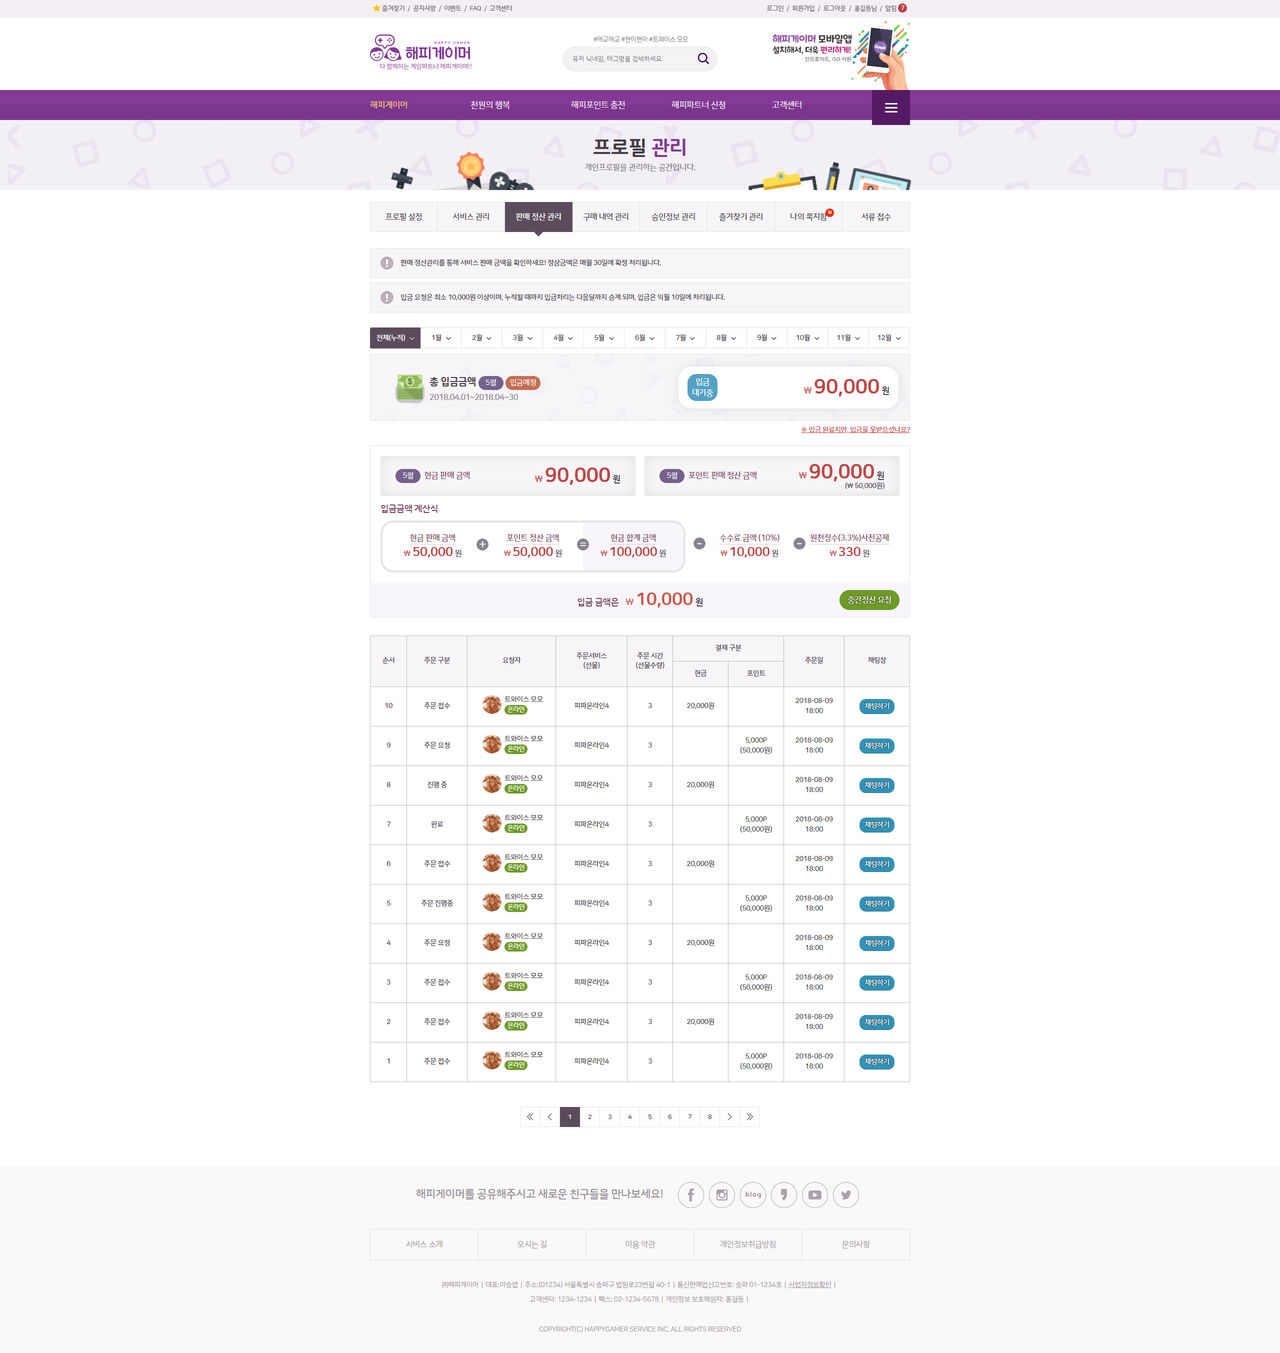 즐겨찾기 / 공지사항 / 이벤트 / FAQ / 고객센터
로그인 / 회원가입 / 로그아웃 / 홍길동님 / 알림 7
HAPPY GAMER
해피게이머
다 함께하는 게임파트너 해피게이머!!
#애교애교 #현아현아 #트와이스 모모
유저 닉네임, 태그명을 검색하세요.
해피게이머 모바일앱
설치해서, 더욱 편리하게!
안드로이드, ISO 지원
해피게이머 천원의 행복 해피포인트 충전 해피파트너 신청 고객센터
프로필 관리
개인프로필을 관리하는 공간입니다.
프로필 설정 서비스 관리 판매 정산 관리 구매 내역 관리 승인정보 관리 즐겨찾기 관리 나의 쪽지함 N 서류 접수
판매 정산관리를 통해 서비스 판매 금액을 확인하세요! 정삼금액은 매월 30일에 확정 처리됩니다.
입금 요청은 최소 10,000원 이상이며, 누적될 때까지 입금처리는 다음달까지 승계 되며, 입금은 익월 10일에 처리됩니다.
전체(누적) 1월 2월 3월 4월 5월 6월 7월 8월 9월 10월 11월 12월
총 입금금액 5월 입금예정
2018.04.01~2018.04~30
입금
대기중
₩ 90,000 원
※ 입금 완료지만, 입금을 못받으셨나요?
5월 현금 판매 금액 ₩ 90,000 원
5월 포인트 판매 정산 금액 ₩ 90,000 원
(₩ 50,000원)
입금금액 계산식
현금 판매 금액 + 포인트 정산 금액 = 현금 합계 금액 - 수수료 금액 (10%) - 원천징수(3.3%)사전공제
₩ 50,000 원 ₩ 50,000 원 ₩ 100,000 원 ₩ 10,000 원 ₩ 330 원
입금 금액은 ₩ 10,000 원
중간정산 요청
순서 주문 구분 요청자 주문서비스 (선물) 주문 시간 (선물수량) 결제 구분 주문일 채팅창
현금 포인트
10 주문 접수 트와이스 모모 온라인 피파온라인4 3 20,000원 2018-08-09 18:00 채팅하기
9 주문 요청 트와이스 모모 온라인 피파온라인4 3 5,000P (50,000원) 2018-08-09 18:00 채팅하기
8 진행 중 트와이스 모모 온라인 피파온라인4 3 20,000원 2018-08-09 18:00 채팅하기
7 완료 트와이스 모모 온라인 피파온라인4 3 5,000P (50,000원) 2018-08-09 18:00 채팅하기
6 주문 접수 트와이스 모모 온라인 피파온라인4 3 20,000원 2018-08-09 18:00 채팅하기
5 주문 진행중 트와이스 모모 온라인 피파온라인4 3 5,000P (50,000원) 2018-08-09 18:00 채팅하기
4 주문 요청 트와이스 모모 온라인 피파온라인4 3 20,000원 2018-08-09 18:00 채팅하기
3 주문 접수 트와이스 모모 온라인 피파온라인4 3 5,000P (50,000원) 2018-08-09 18:00 채팅하기
2 주문 접수 트와이스 모모 온라인 피파온라인4 3 20,000원 2018-08-09 18:00 채팅하기
1 주문 접수 트와이스 모모 온라인 피파온라인4 3 5,000P (50,000원) 2018-08-09 18:00 채팅하기
1 2 3 4 5 6 7 8
해피게이머를 공유해주시고 새로운 친구들을 만나보세요!
blog
서비스 소개 오시는 길 이용 약관 개인정보취급방침 문의사항
㈜해피게이머 | 대표:이승엽 | 주소:(01234) 서울특별시 송파구 법원로23번길 40-1 | 통신판매업신고번호: 송파 01-1234호 | 사업자정보확인 |
고객센터: 1234-1234 | 팩스: 02-1234-5678 | 개인정보 보호책임자: 홍길동 |
COPYRIGHT(C) HAPPYGAMER SERVICE INC. ALL RIGHTS RESERVED